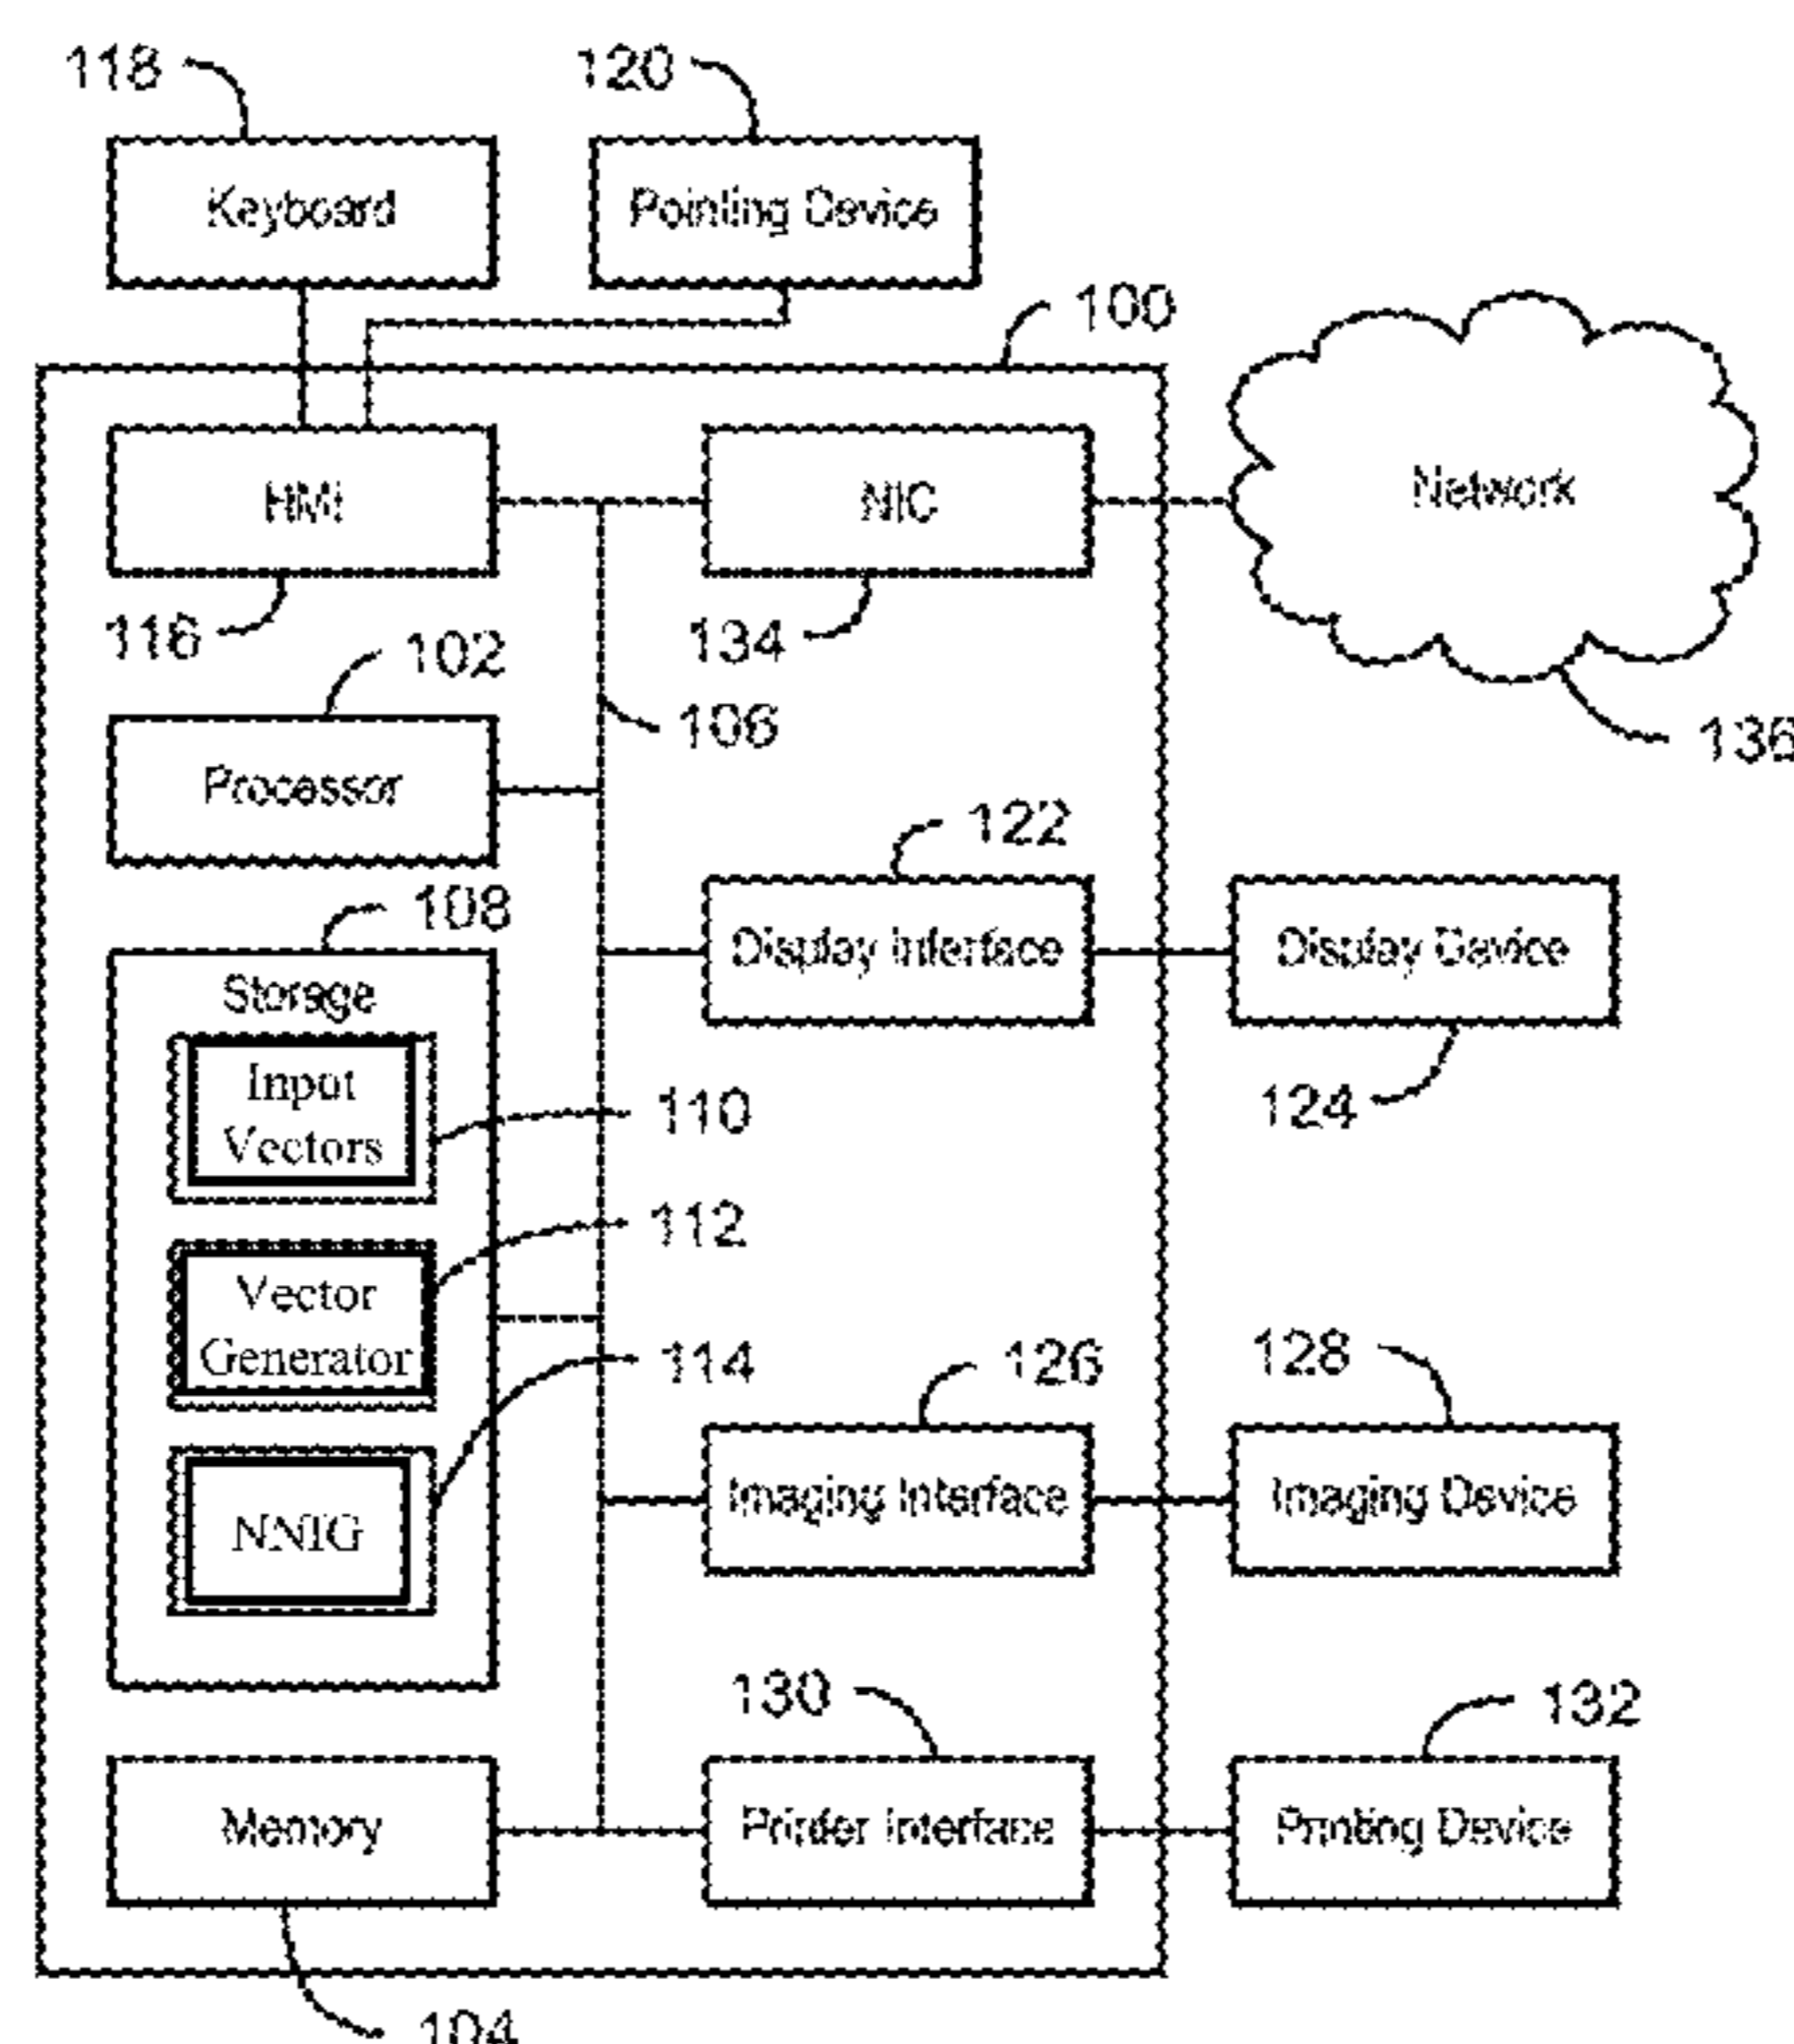 118
120
Keyboard
Pointing Device
100
HMI
NIC
Network
116
134
102
106
136
Processor
122
108
Display Interface
Display Device
Storage
Input
Vectors
110
124
112
Vector
Generator
114
126
128
NNIG
Imaging Interface
Imaging Device
130
132
Memory
Printer Interface
Printing Device
104